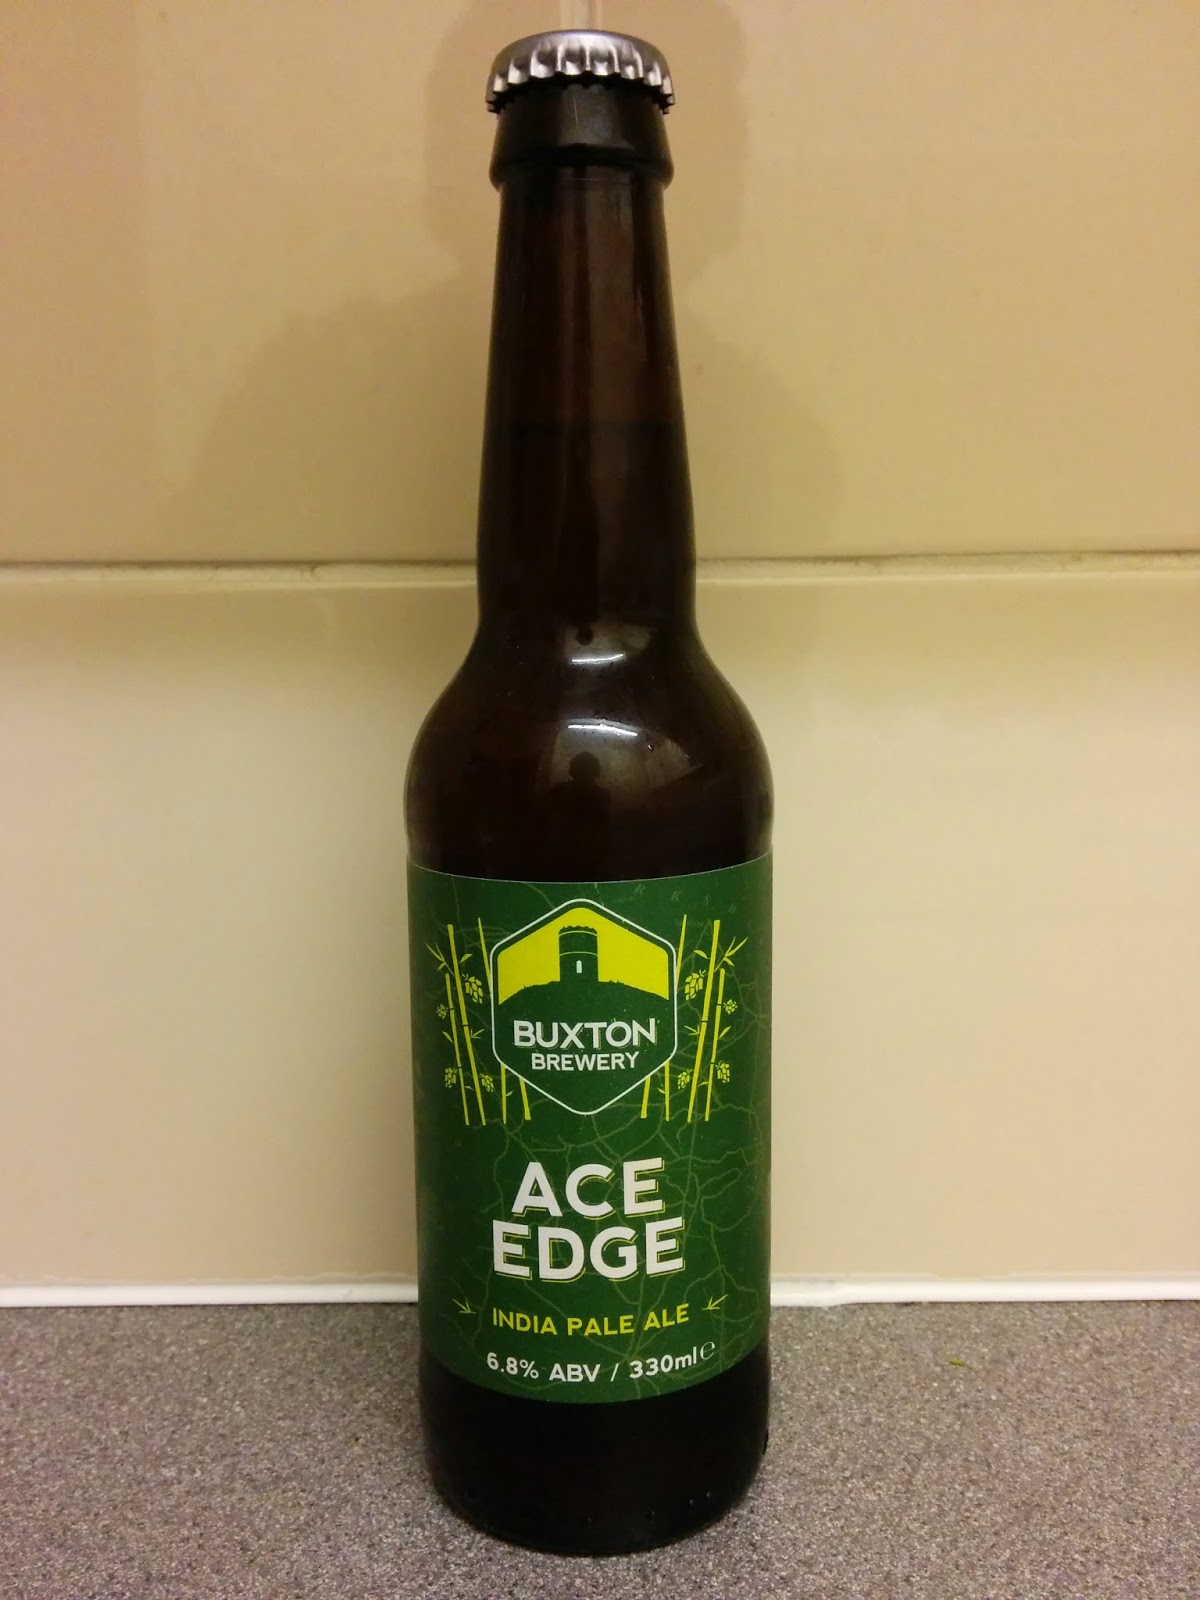 BUXTON
BREWERY
ACE
EDGE
INDIA PALE ALE
6.8% ABV / 330ml℮